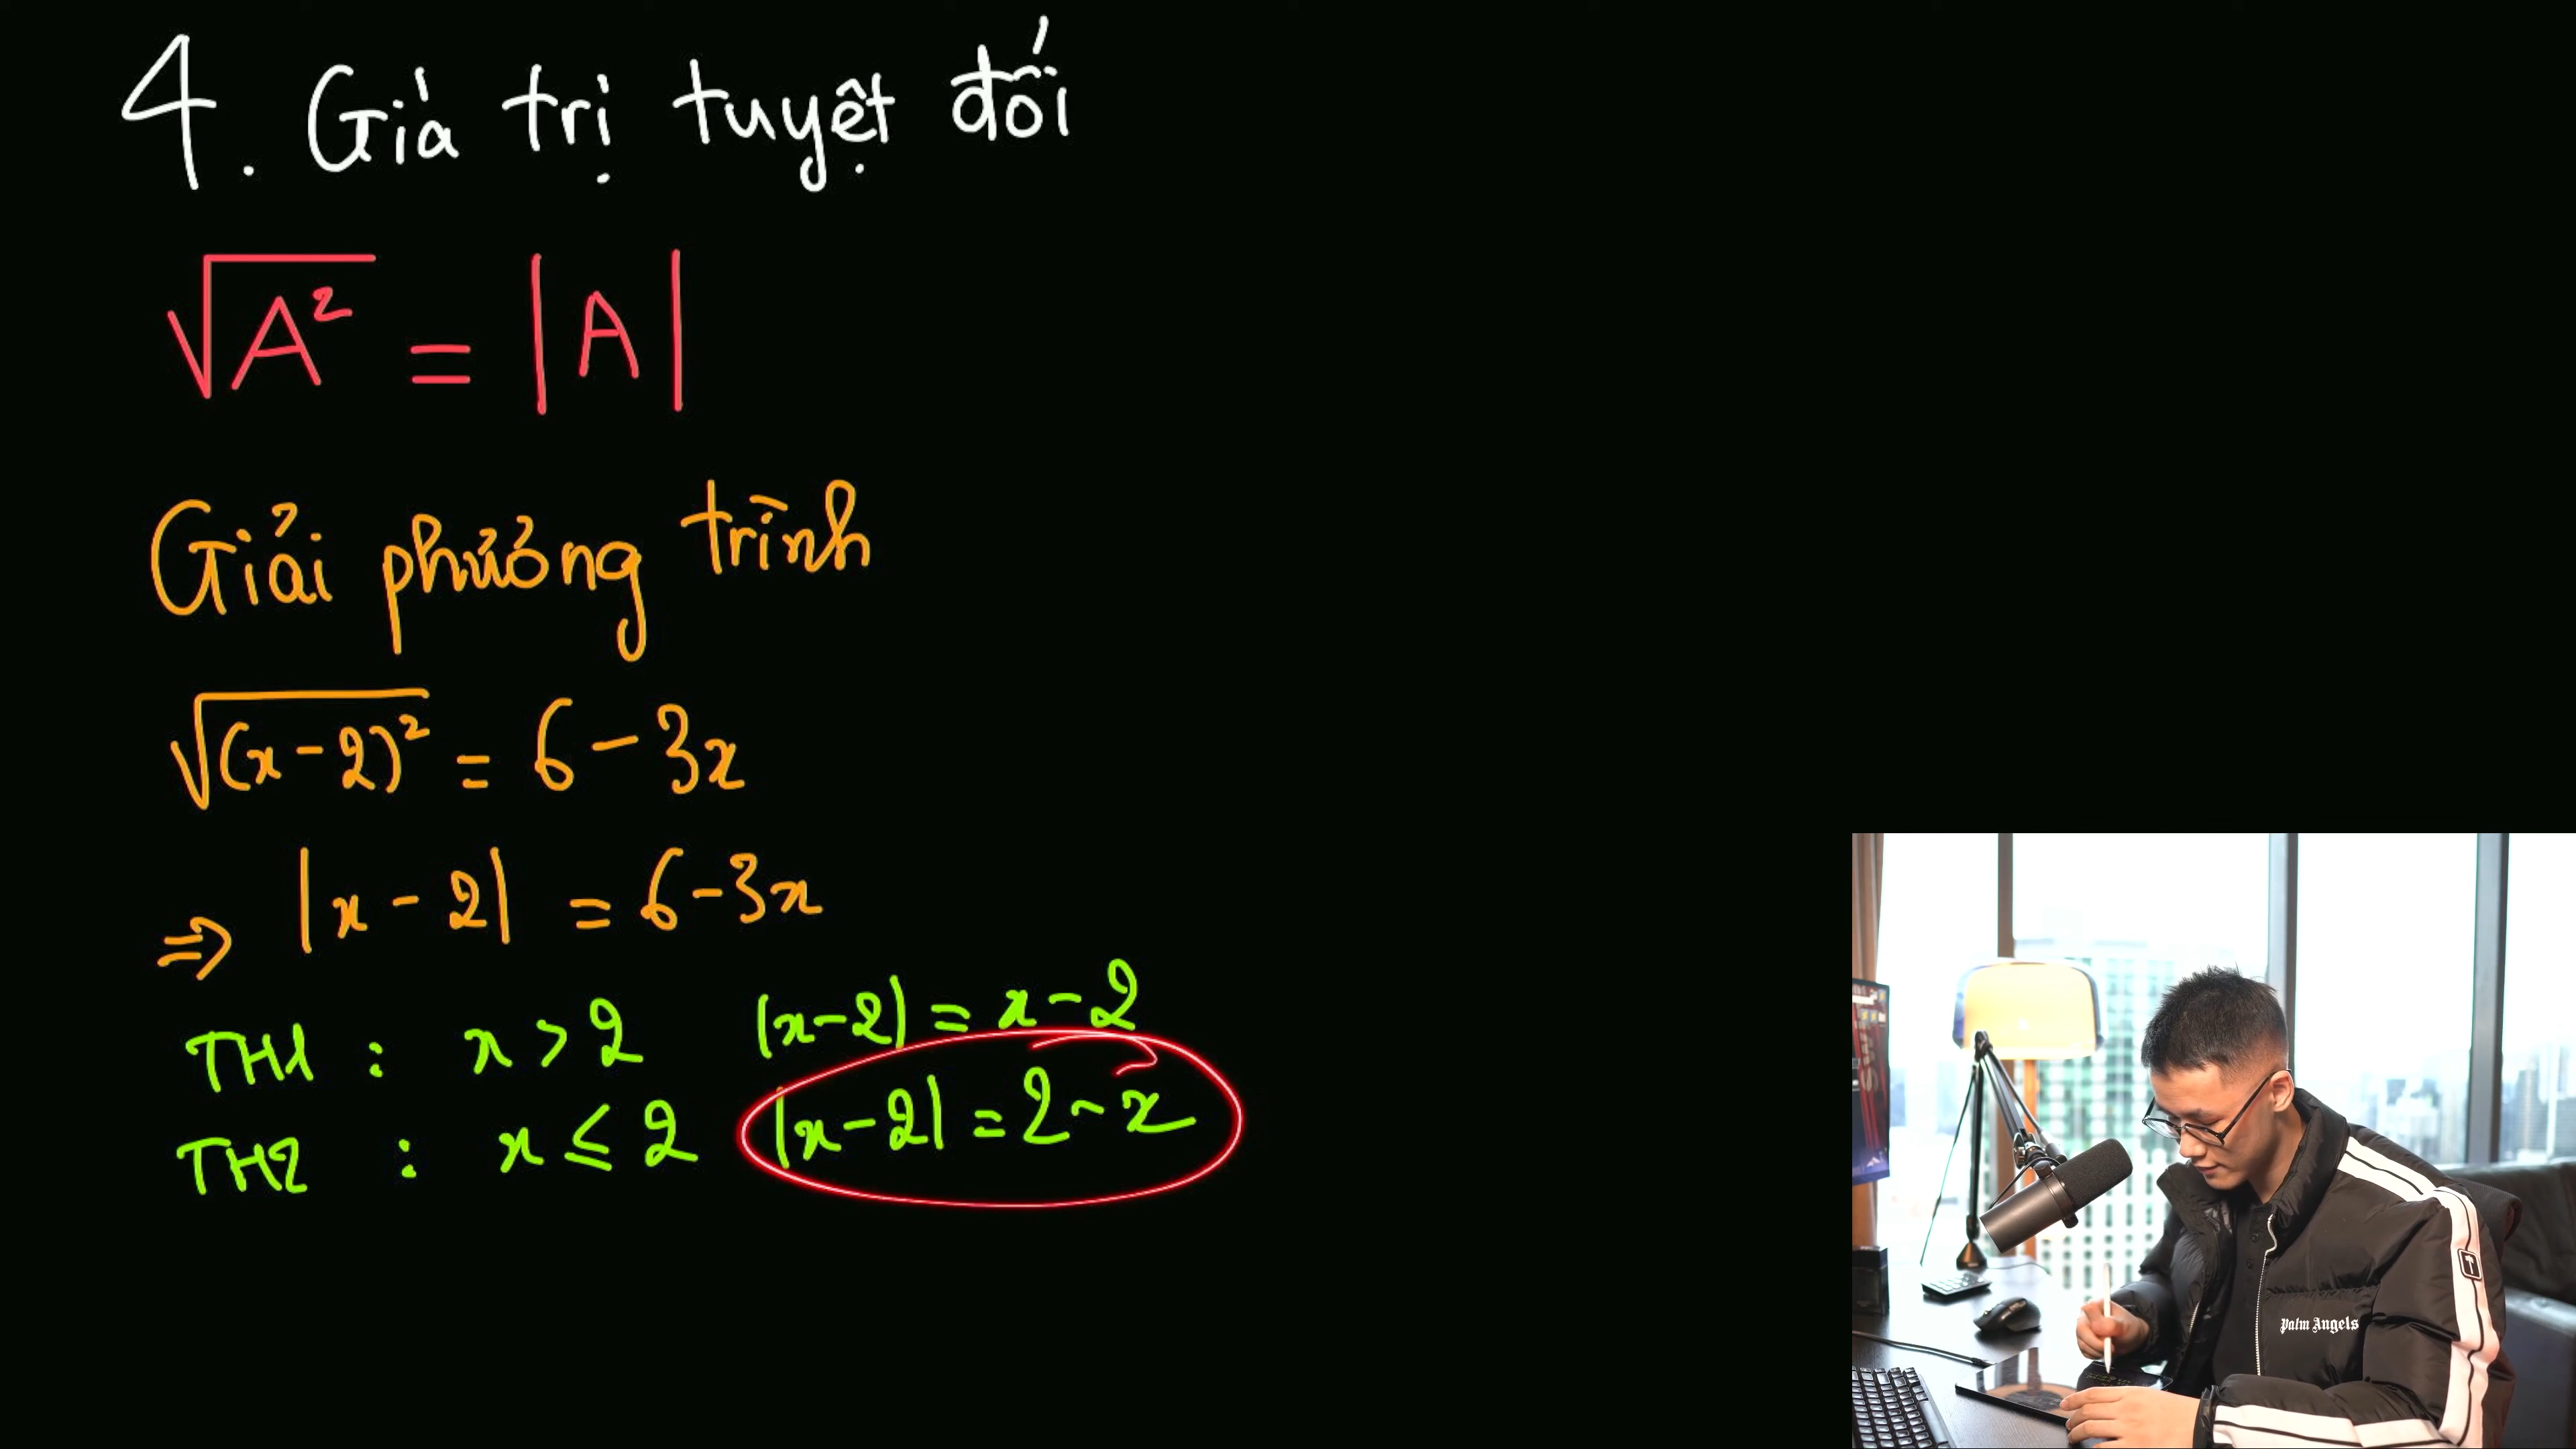 4. Giá trị tuyệt đối
√A² = |A|
Giải phương trình
√(x-2)² = 6-3x
⇒ |x-2| = 6-3x
TH1 : x > 2 |x-2| = x-2
TH2 : x ≤ 2 |x-2| = 2-x
Palm Angels